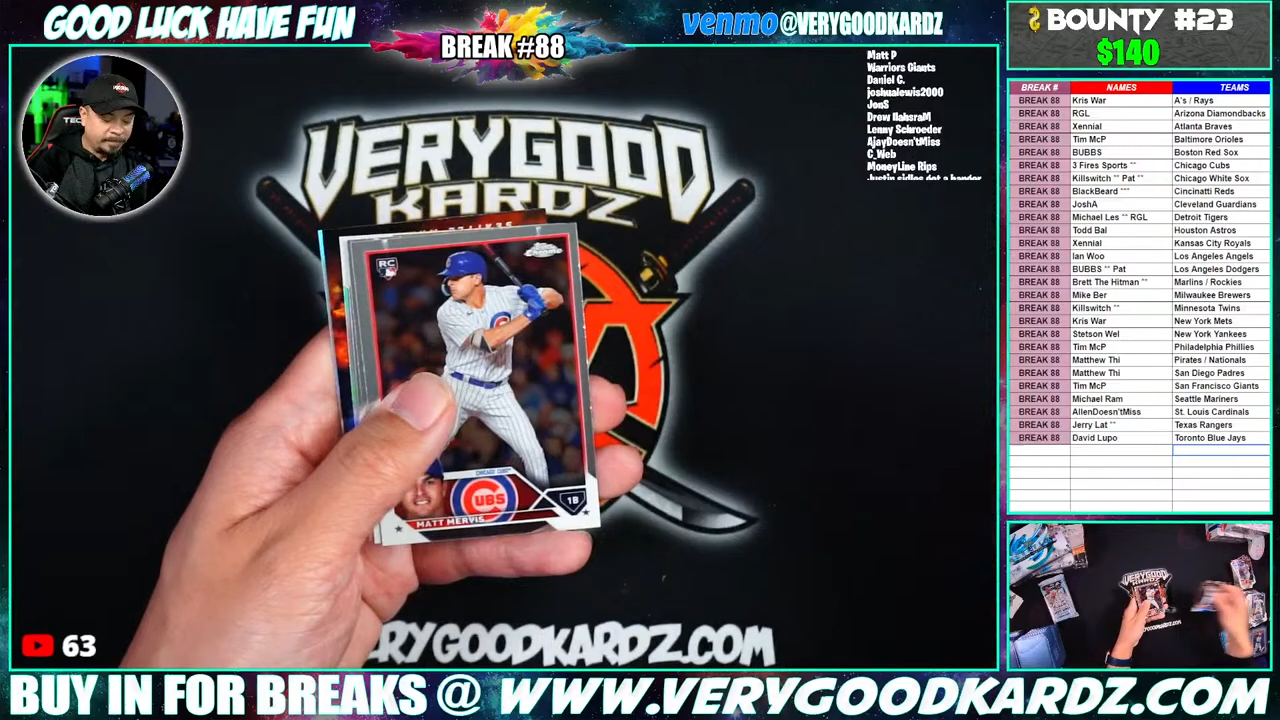 GOOD LUCK HAVE FUN
BREAK #88
venmo @VERYGOODKARDZ
$ BOUNTY #23
$140
Matt P
Warriors Giants
Daniel C.
joshualewis2000
JonS
Drew HahsraM
Lenny Schroeder
AjayDoesn'tMiss
C_Web
MoneyLine Rips
BREAK # NAMES TEAMS
BREAK 88 Kris War A's / Rays
BREAK 88 RGL Arizona Diamondbacks
BREAK 88 Xennial Atlanta Braves
BREAK 88 Tim McP Baltimore Orioles
BREAK 88 BUBBS Boston Red Sox
BREAK 88 3 Fires Sports ** Chicago Cubs
BREAK 88 Killswitch ** Pat ** Chicago White Sox
BREAK 88 BlackBeard *** Cincinatti Reds
BREAK 88 JoshA Cleveland Guardians
BREAK 88 Michael Les ** RGL Detroit Tigers
BREAK 88 Todd Bal Houston Astros
BREAK 88 Xennial Kansas City Royals
BREAK 88 Ian Woo Los Angeles Angels
BREAK 88 BUBBS ** Pat Los Angeles Dodgers
BREAK 88 Brett The Hitman ** Marlins / Rockies
BREAK 88 Mike Ber Milwaukee Brewers
BREAK 88 Killswitch ** Minnesota Twins
BREAK 88 Kris War New York Mets
BREAK 88 Stetson Wel New York Yankees
BREAK 88 Tim McP Philadelphia Phillies
BREAK 88 Matthew Thi Pirates / Nationals
BREAK 88 Matthew Thi San Diego Padres
BREAK 88 Tim McP San Francisco Giants
BREAK 88 Michael Ram Seattle Mariners
BREAK 88 AllenDoesn'tMiss St. Louis Cardinals
BREAK 88 Jerry Lat ** Texas Rangers
BREAK 88 David Lupo Toronto Blue Jays
VERYGOOD
KARDZ
RC
Chrome
CHICAGO CUBS
CUBS
1B
MATT MERVIS
ERYGOODKARDZ.COM
63
BUY IN FOR BREAKS @ WWW.VERYGOODKARDZ.COM